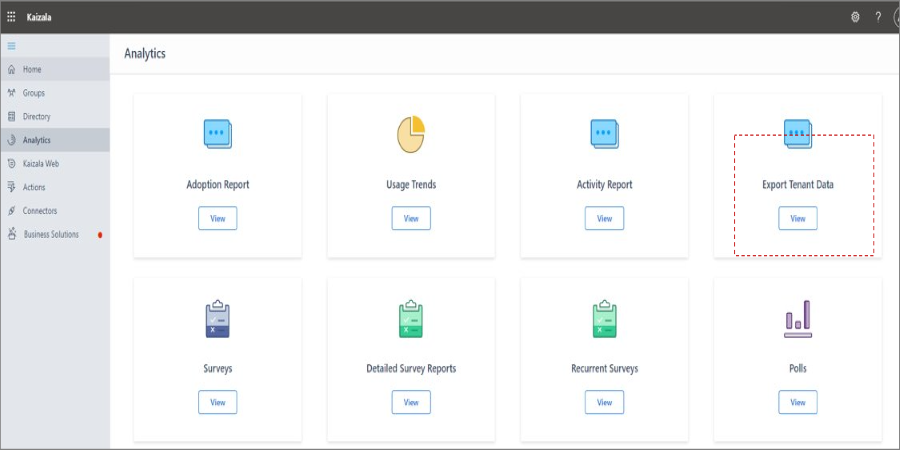 Kaizala
?
Home
Groups
Directory
Analytics
Kaizala Web
Actions
Connectors
Business Solutions
Analytics
Adoption Report
View
Usage Trends
View
Activity Report
View
Export Tenant Data
View
Surveys
View
Detailed Survey Reports
View
Recurrent Surveys
View
Polls
View